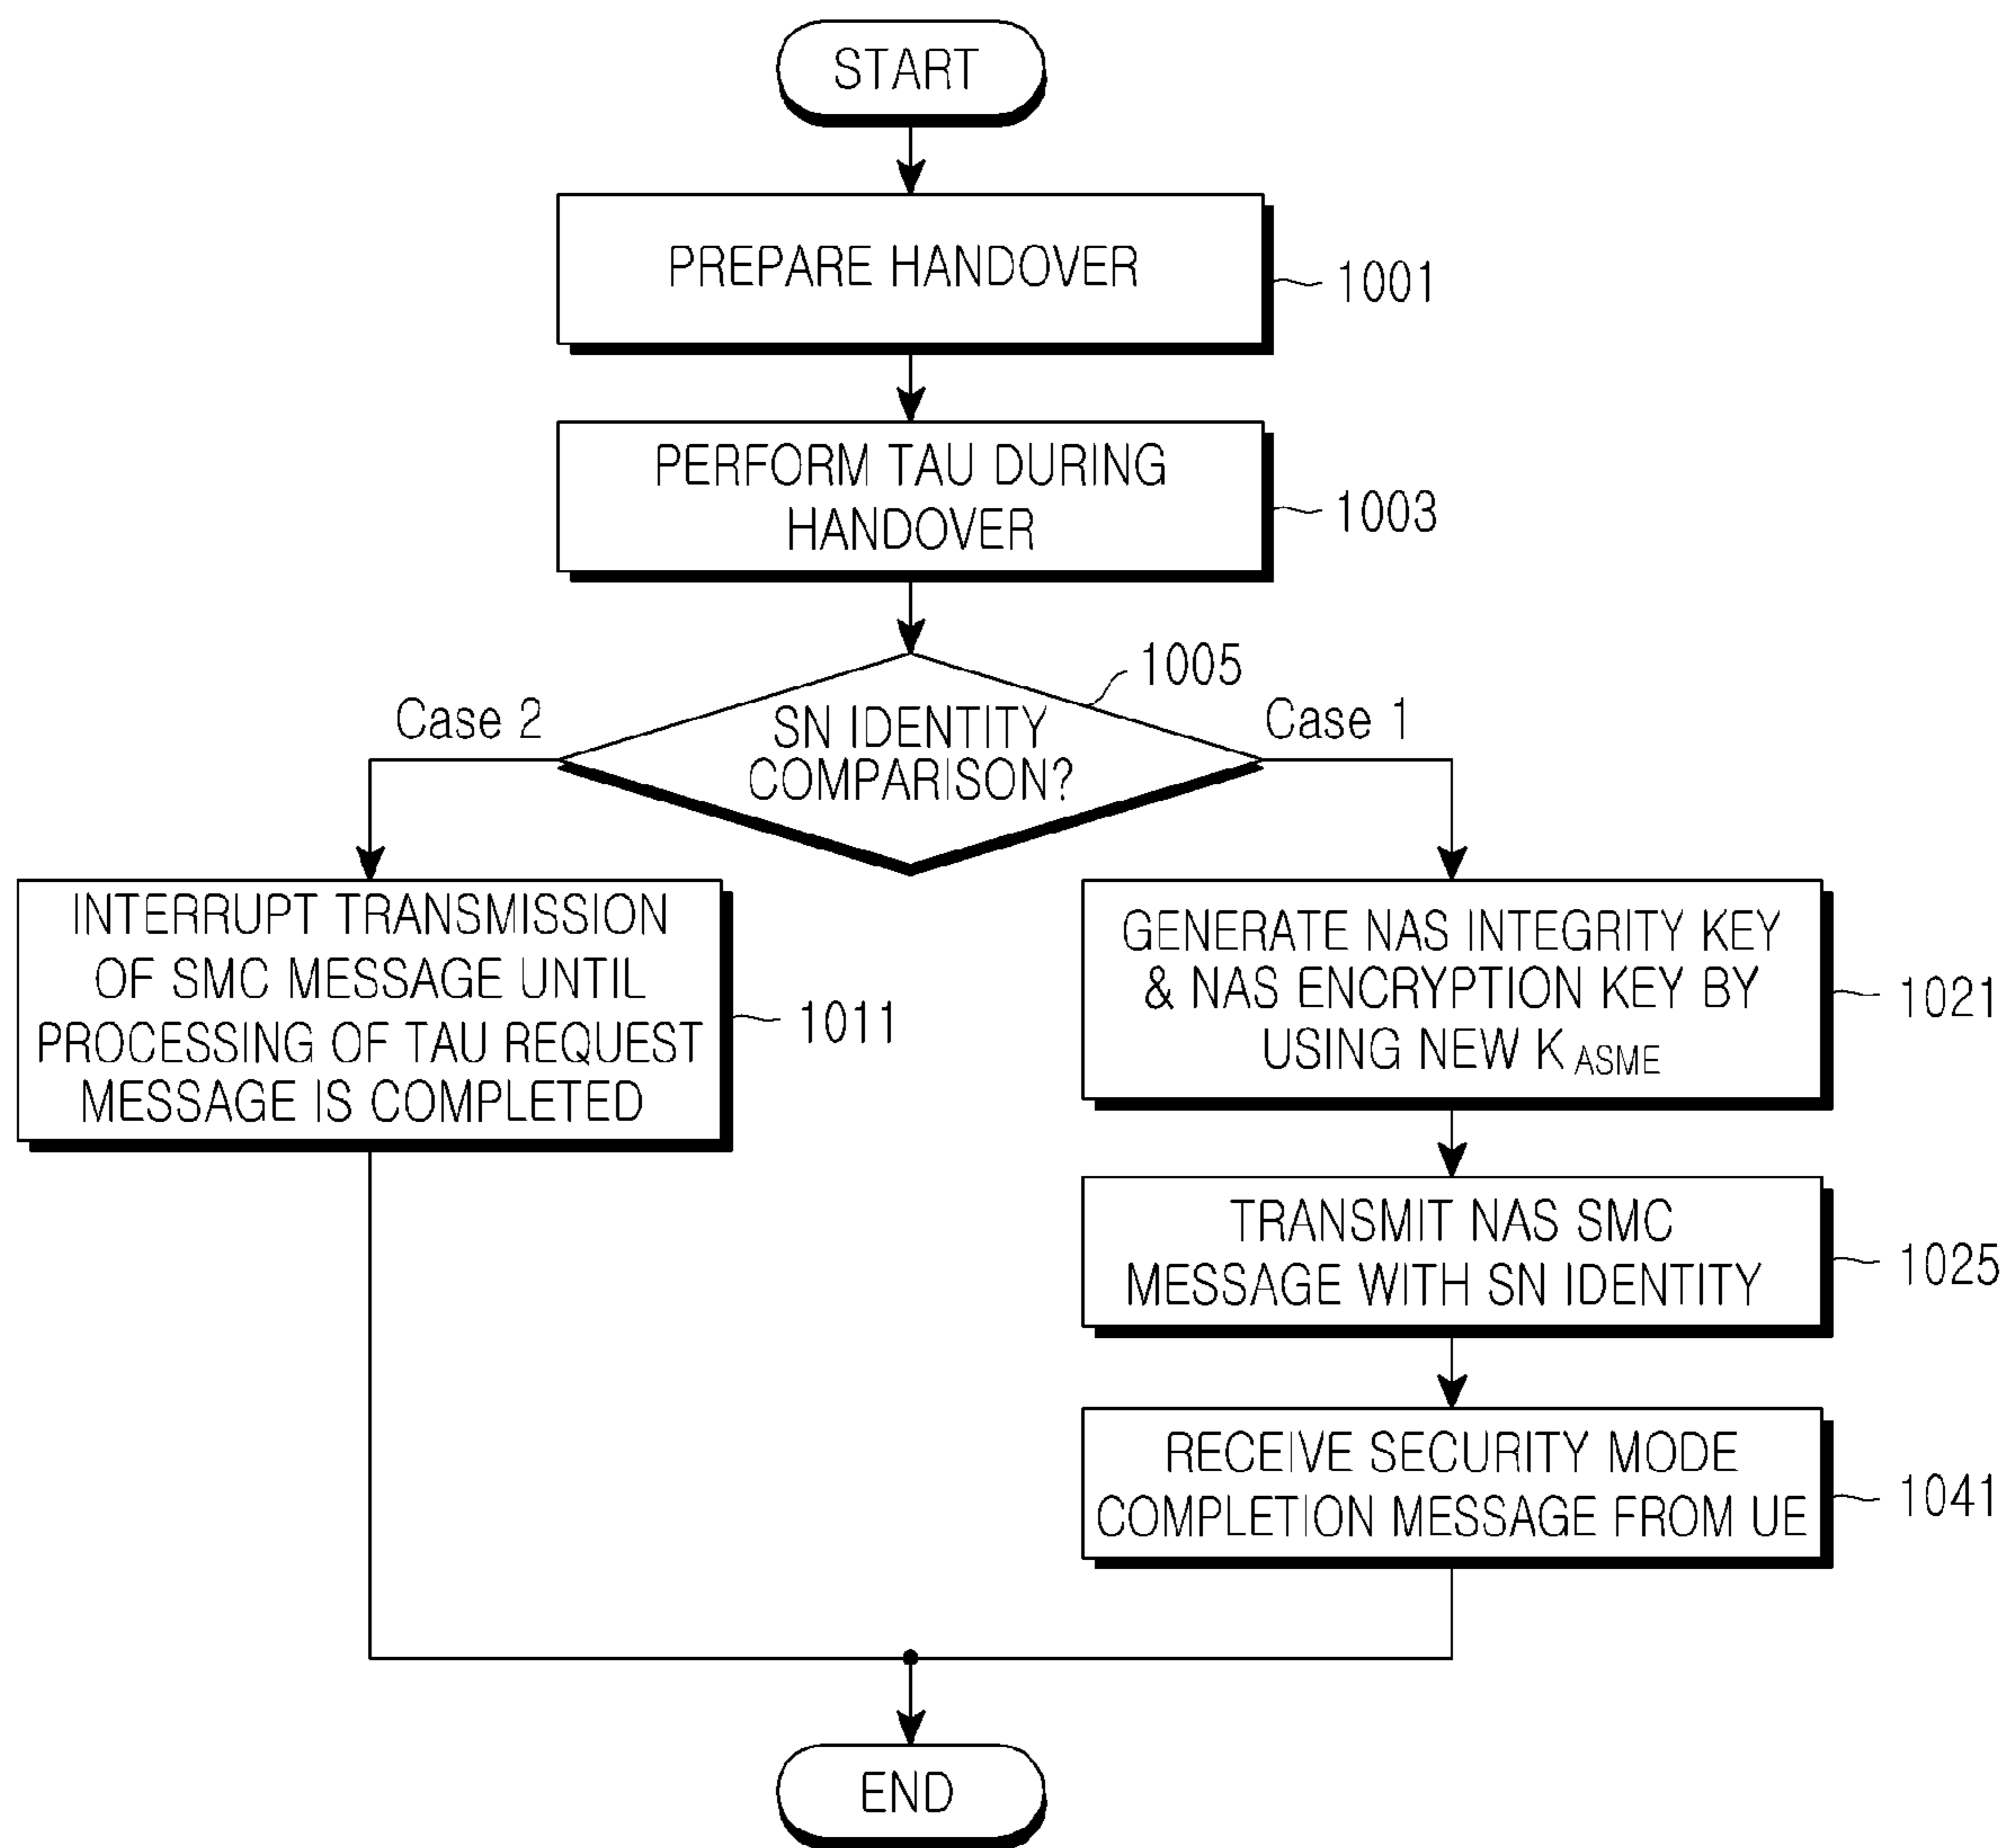 START
PREPARE HANDOVER
1001
PERFORM TAU DURING
HANDOVER
1003
1005
SN IDENTITY
COMPARISON?
Case 2
Case 1
INTERRUPT TRANSMISSION
OF SMC MESSAGE UNTIL
PROCESSING OF TAU REQUEST
MESSAGE IS COMPLETED
1011
GENERATE NAS INTEGRITY KEY
& NAS ENCRYPTION KEY BY
USING NEW K ASME
1021
TRANSMIT NAS SMC
MESSAGE WITH SN IDENTITY
1025
RECEIVE SECURITY MODE
COMPLETION MESSAGE FROM UE
1041
END